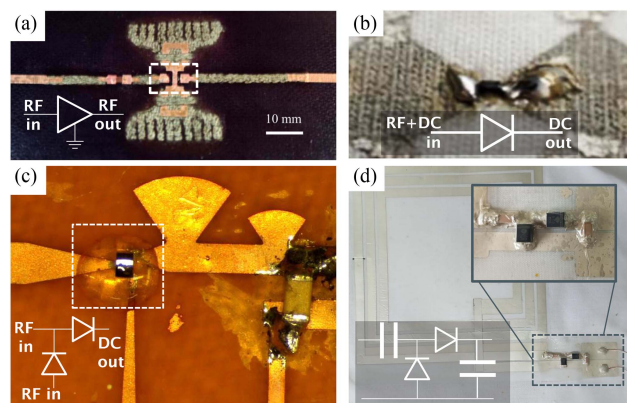 (a)
RF RF
in out
10 mm
(b)
RF+DC DC
in out
(c)
RF
in
DC
out
RF in
(d)